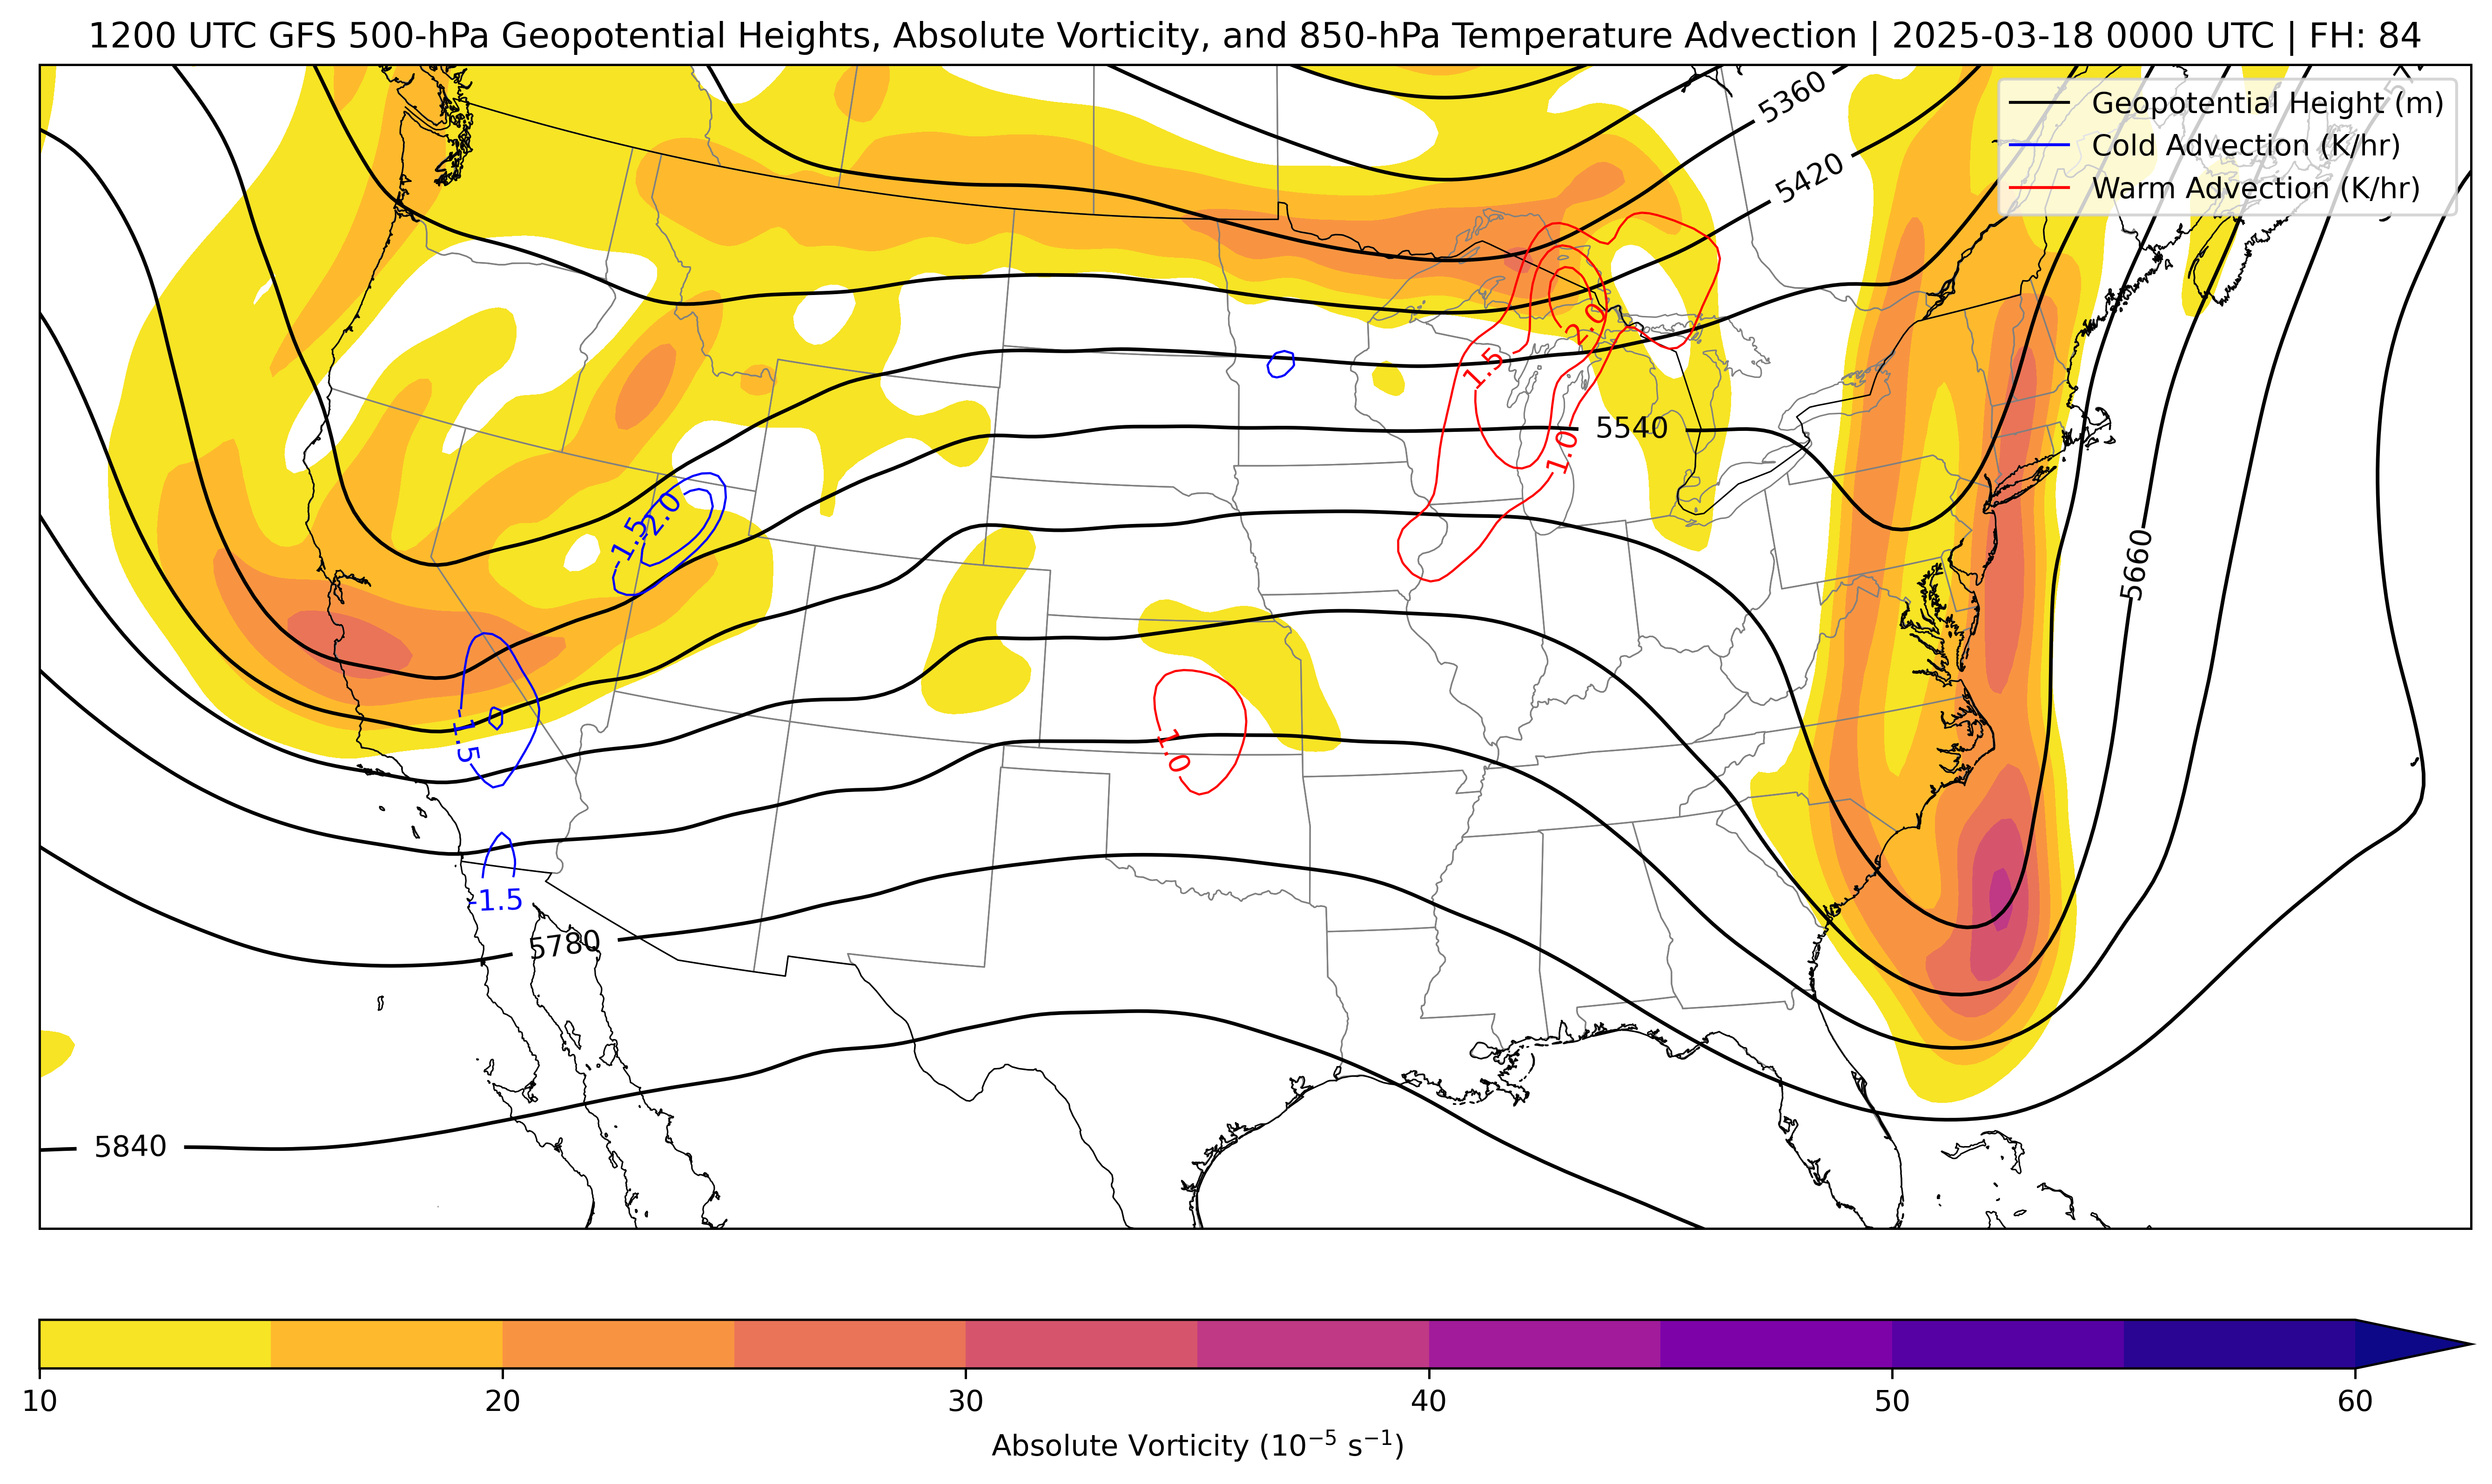 1200 UTC GFS 500-hPa Geopotential Heights, Absolute Vorticity, and 850-hPa Temperature Advection | 2025-03-18 0000 UTC | FH: 84
Geopotential Height (m)
Cold Advection (K/hr)
Warm Advection (K/hr)
5360
5420
2.0
1.5
5540
1.0
-2.0
-1.5
5660
-1.5
1.0
-1.5
5780
5840
10 20 30 40 50 60
Absolute Vorticity (10⁻⁵ s⁻¹)